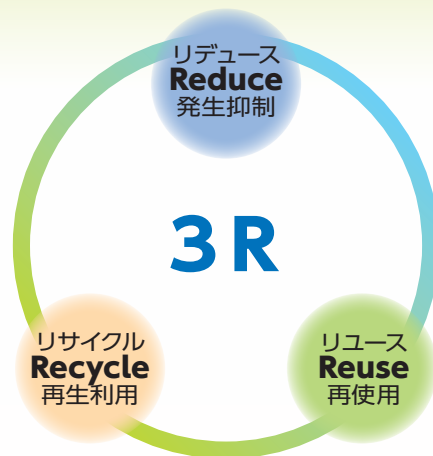 リデュース
Reduce
発生抑制
3R
リサイクル
Recycle
再生利用
リユース
Reuse
再使用